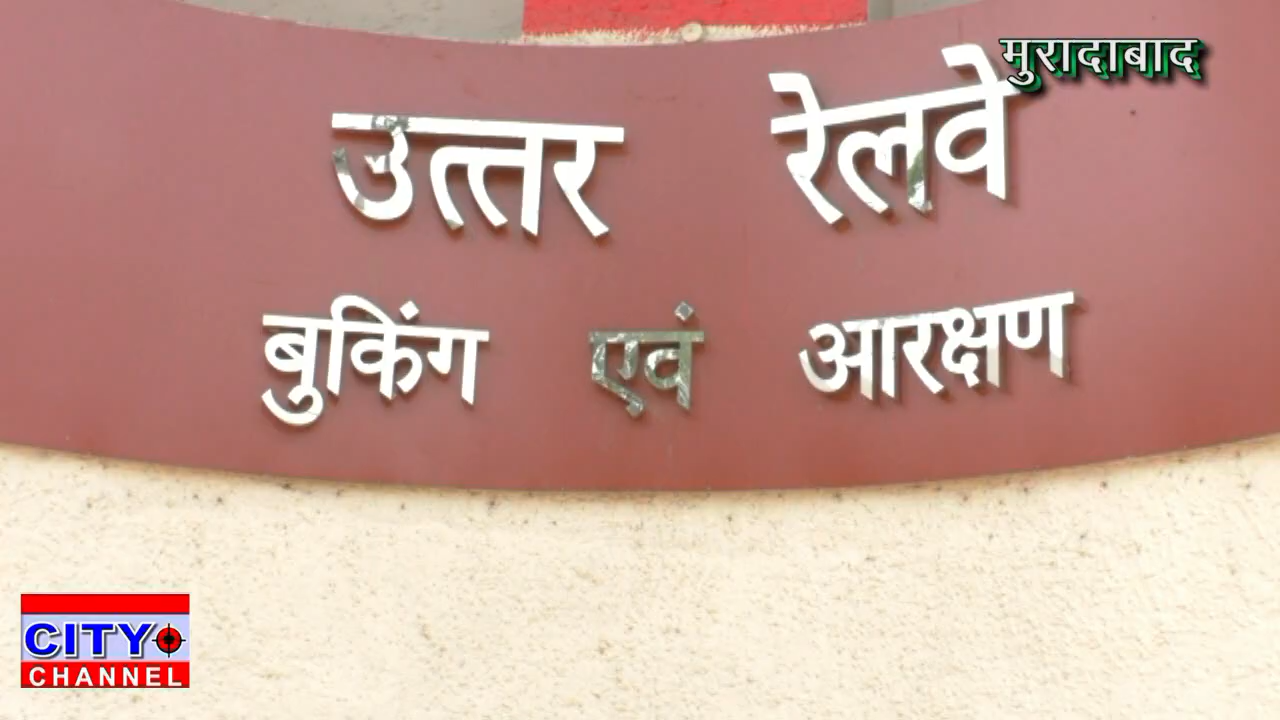 मुरादाबाद
उत्तर रेलवे
बुकिंग एवं आरक्षण
CITY
CHANNEL